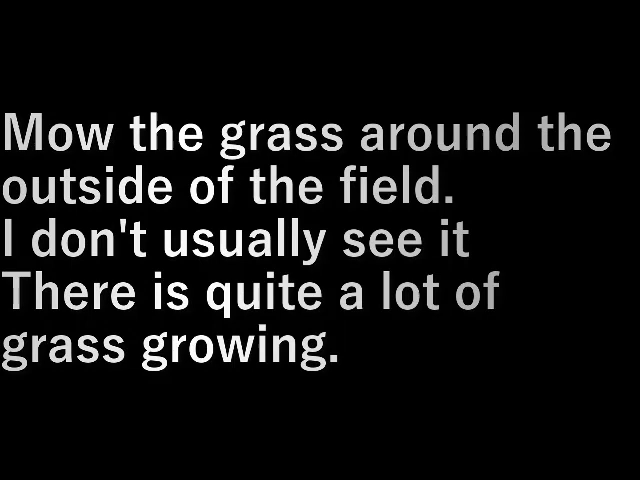 Mow the grass around the
outside of the field.
I don't usually see it
There is quite a lot of
grass growing.